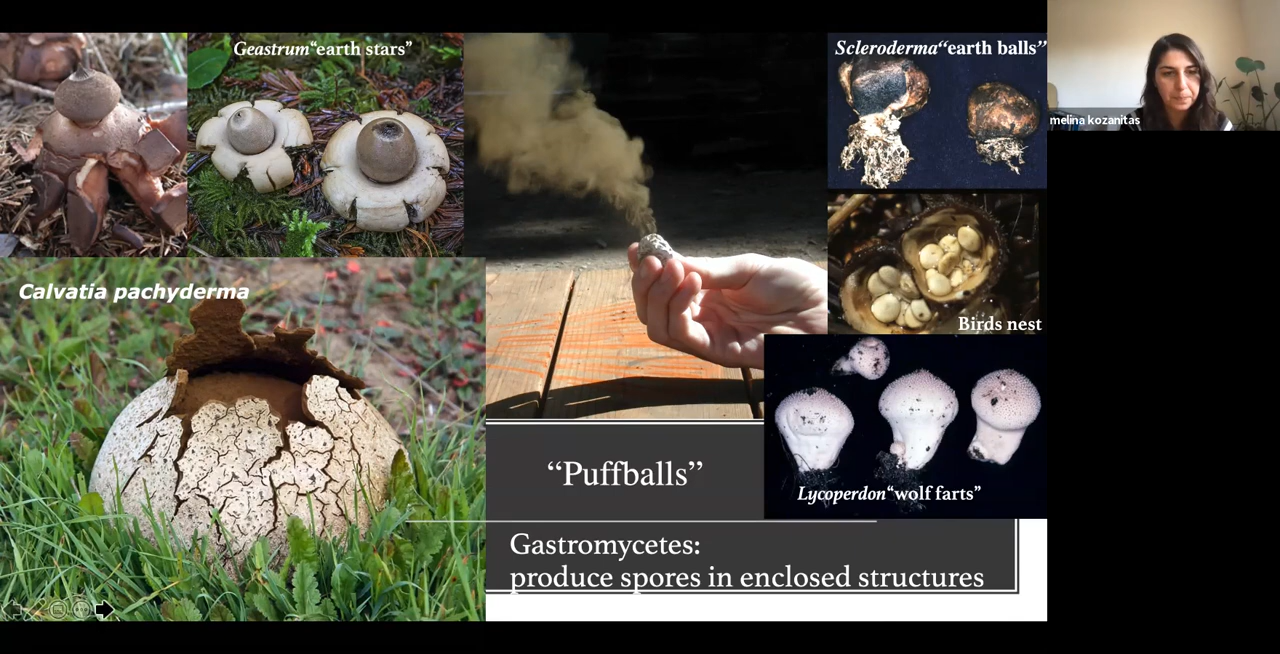 Geastrum“earth stars”
Scleroderma“earth balls”
melina kozanitas
Calvatia pachyderma
Birds nest
“Puffballs”
Lycoperdon“wolf farts”
Gastromycetes:
produce spores in enclosed structures